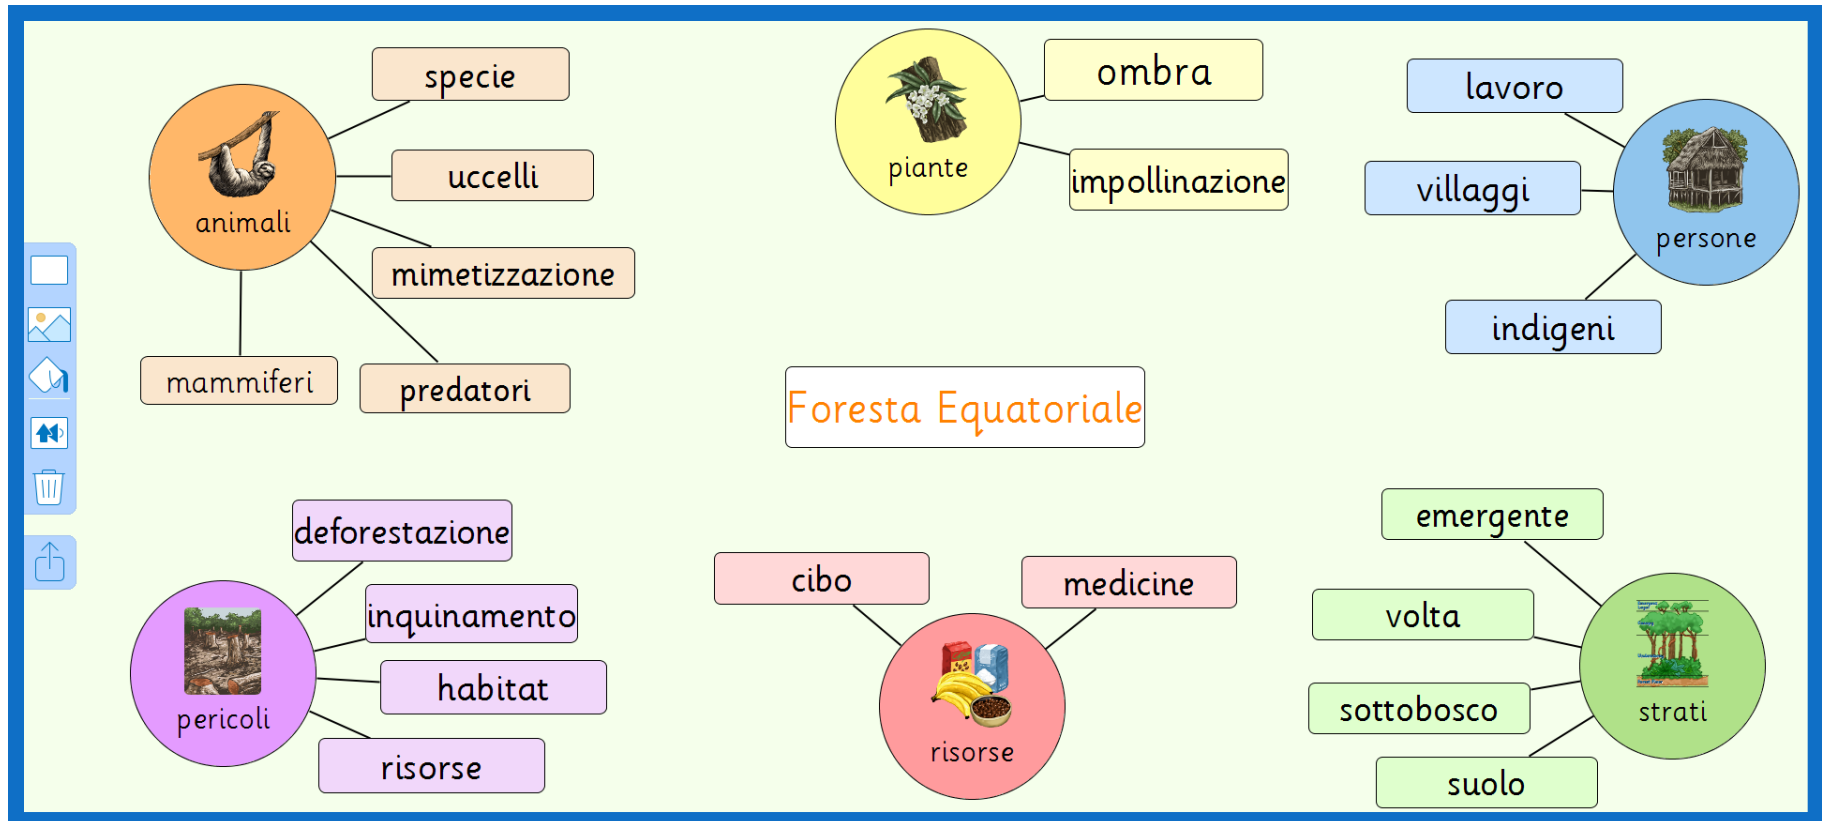 specie
uccelli
animali
mimetizzazione
mammiferi
predatori
ombra
piante
impollinazione
lavoro
villaggi
persone
indigeni
Foresta Equatoriale
deforestazione
inquinamento
habitat
pericoli
risorse
cibo
medicine
risorse
emergente
volta
sottobosco
strati
suolo